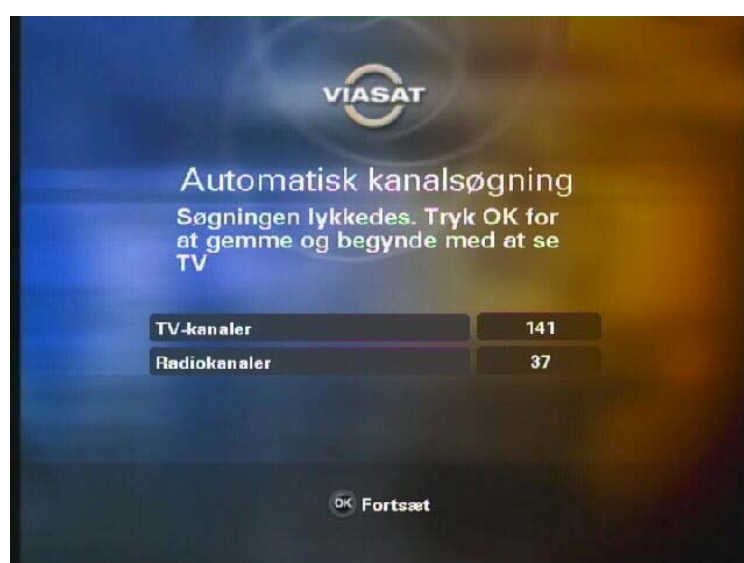 VIASAT
Automatisk kanalsøgning
Søgningen lykkedes. Tryk OK for
at gemme og begynde med at se
TV
TV-kanaler 141
Radiokanaler 37
OK Fortsæt